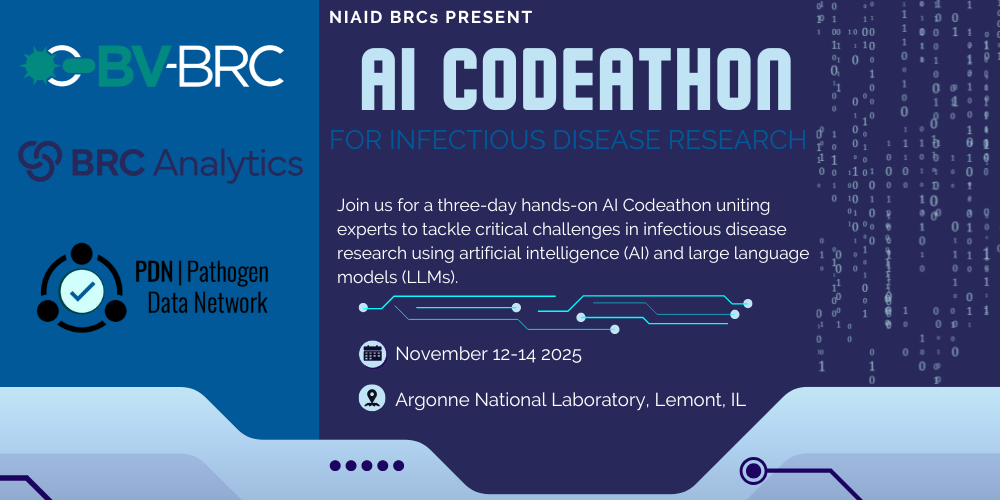 BV-BRC
BRC Analytics
PDN | Pathogen
Data Network
NIAID BRCs PRESENT
AI CODEATHON
FOR INFECTIOUS DISEASE RESEARCH
Join us for a three-day hands-on AI Codeathon uniting
experts to tackle critical challenges in infectious disease
research using artificial intelligence (AI) and large language
models (LLMs).
November 12-14 2025
Argonne National Laboratory, Lemont, IL